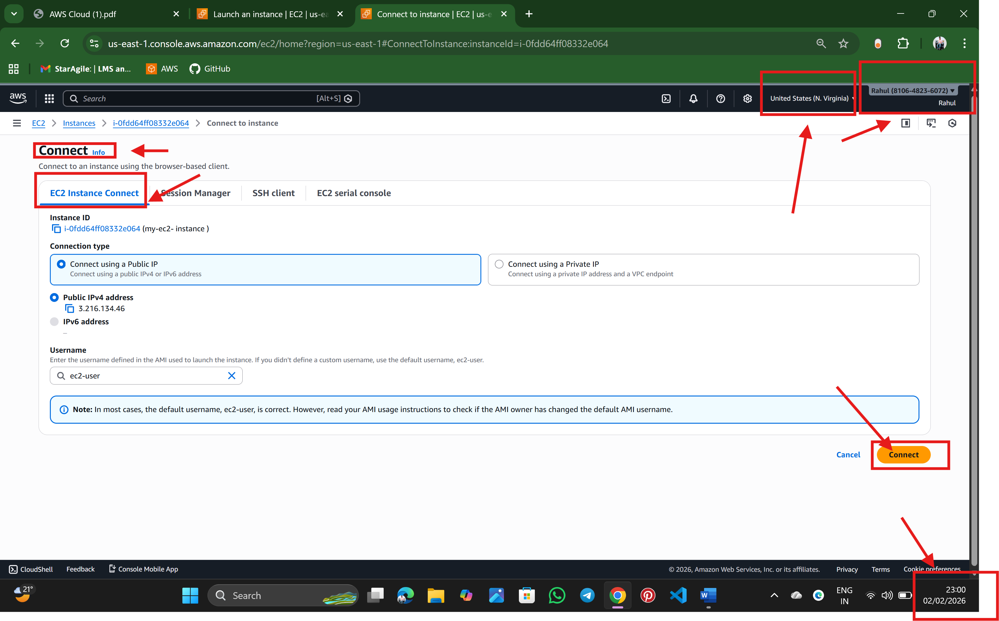 AWS Cloud (1).pdf
Launch an instance | EC2 | us-ea
Connect to instance | EC2 | us-e
us-east-1.console.aws.amazon.com/ec2/home?region=us-east-1#ConnectToInstance:instanceId=i-0fdd64ff08332e064
StarAgile: | LMS an...
AWS
GitHub
aws
Search
[Alt+S]
United States (N. Virginia)
Rahul (8106-4823-6072)
Rahul
EC2
Instances
i-0fdd64ff08332e064
Connect to instance
Connect Info
Connect to an instance using the browser-based client.
EC2 Instance Connect
Session Manager
SSH client
EC2 serial console
Instance ID
i-0fdd64ff08332e064 (my-ec2- instance )
Connection type
Connect using a Public IP
Connect using a public IPv4 or IPv6 address
Connect using a Private IP
Connect using a private IP address and a VPC endpoint
Public IPv4 address
3.216.134.46
IPv6 address
–
Username
Enter the username defined in the AMI used to launch the instance. If you didn't define a custom username, use the default username, ec2-user.
ec2-user
Note: In most cases, the default username, ec2-user, is correct. However, read your AMI usage instructions to check if the AMI owner has changed the default AMI username.
Cancel
Connect
CloudShell
Feedback
Console Mobile App
© 2026, Amazon Web Services, Inc. or its affiliates.
Privacy
Terms
Cookie preferences
21°
Search
W
ENG
IN
23:00
02/02/2026